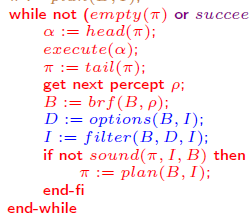 while not (empty(π) or succee
α := head(π);
execute(α);
π := tail(π);
get next percept ρ;
B := brf(B, ρ);
D := options(B, I);
I := filter(B, D, I);
if not sound(π, I, B) then
π := plan(B, I);
end-fi
end-while